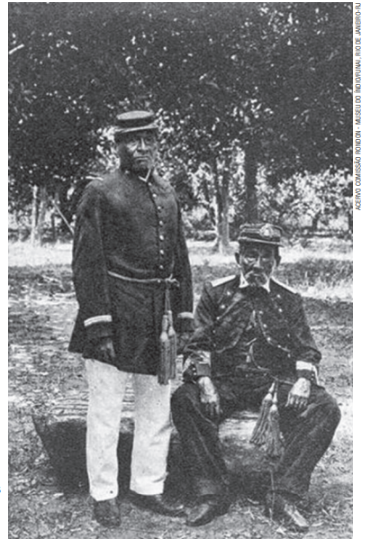 ACERVO COMISSÃO RONDON - MUSEU DO ÍNDIO/FUNAI, RIO DE JANEIRO-RJ